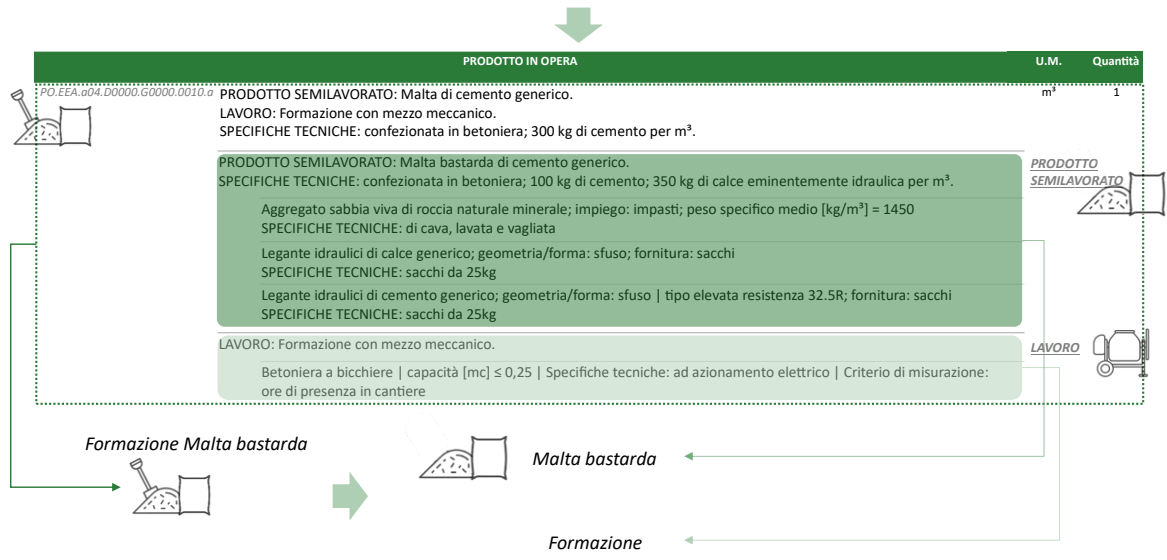 PRODOTTO IN OPERA U.M. Quantità
PO.EEA.a04.D0000.G0000.0010.a PRODOTTO SEMILAVORATO: Malta di cemento generico. m³ 1
LAVORO: Formazione con mezzo meccanico.
SPECIFICHE TECNICHE: confezionata in betoniera; 300 kg di cemento per m³.
PRODOTTO SEMILAVORATO: Malta bastarda di cemento generico.
SPECIFICHE TECNICHE: confezionata in betoniera; 100 kg di cemento; 350 kg di calce eminentemente idraulica per m³.
PRODOTTO
SEMILAVORATO
Aggregato sabbia viva di roccia naturale minerale; impiego: impasti; peso specifico medio [kg/m³] = 1450
SPECIFICHE TECNICHE: di cava, lavata e vagliata
Legante idraulici di calce generico; geometria/forma: sfuso; fornitura: sacchi
SPECIFICHE TECNICHE: sacchi da 25kg
Legante idraulici di cemento generico; geometria/forma: sfuso | tipo elevata resistenza 32.5R; fornitura: sacchi
SPECIFICHE TECNICHE: sacchi da 25kg
LAVORO: Formazione con mezzo meccanico.
LAVORO
Betoniera a bicchiere | capacità [mc] ≤ 0,25 | Specifiche tecniche: ad azionamento elettrico | Criterio di misurazione:
ore di presenza in cantiere
Formazione Malta bastarda
Malta bastarda
Formazione